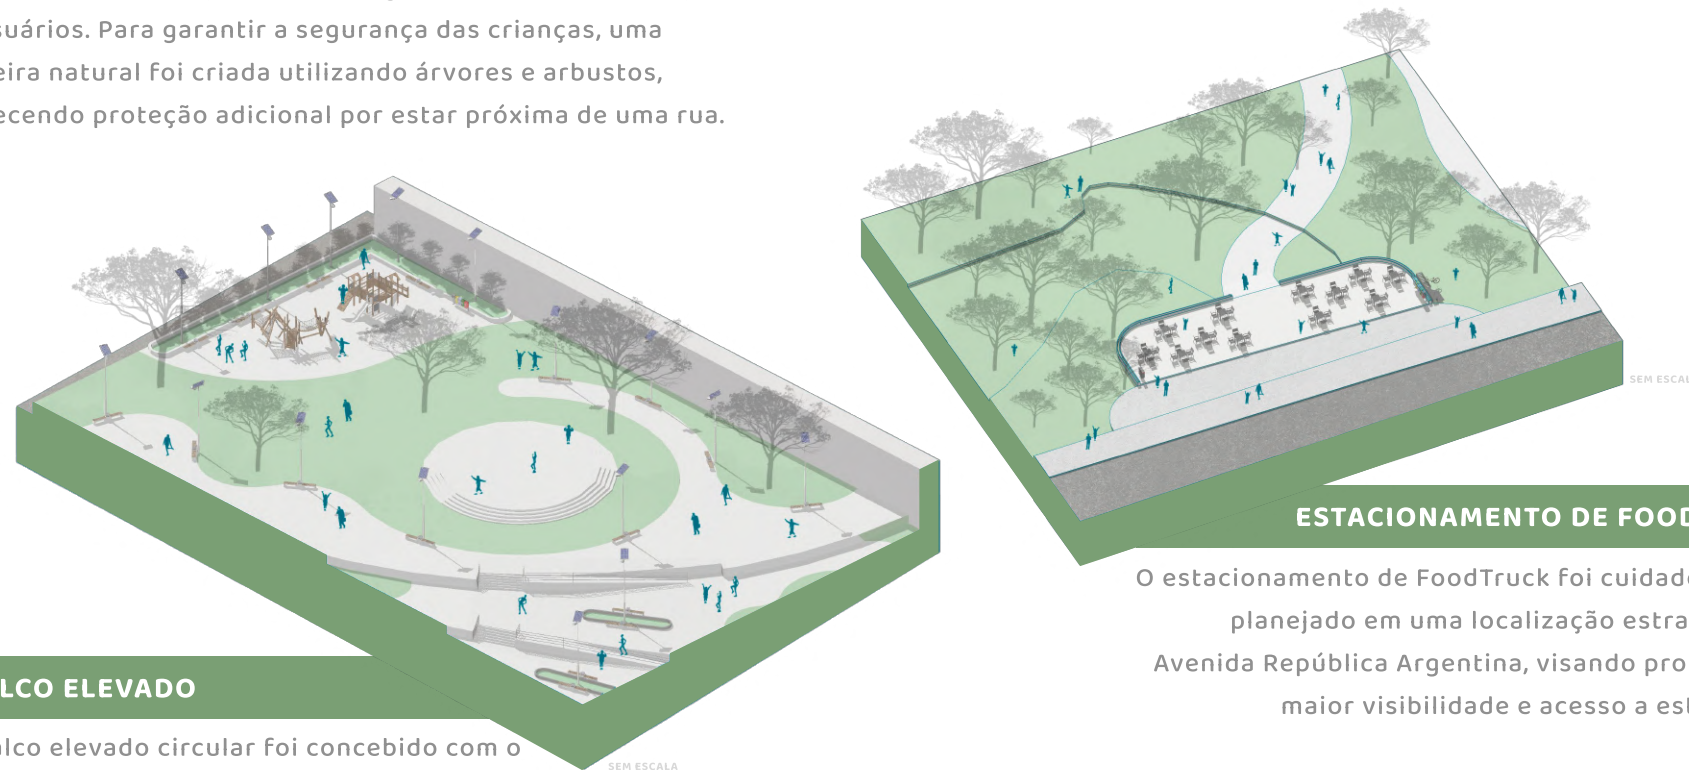 suários. Para garantir a segurança das crianças, uma
eira natural foi criada utilizando árvores e arbustos,
ecendo proteção adicional por estar próxima de uma rua.
SEM ESCAL
ESTACIONAMENTO DE FOOD
O estacionamento de FoodTruck foi cuidad
planejado em uma localização estra
Avenida República Argentina, visando pro
maior visibilidade e acesso a est
LCO ELEVADO
alco elevado circular foi concebido com o
SEM ESCALA